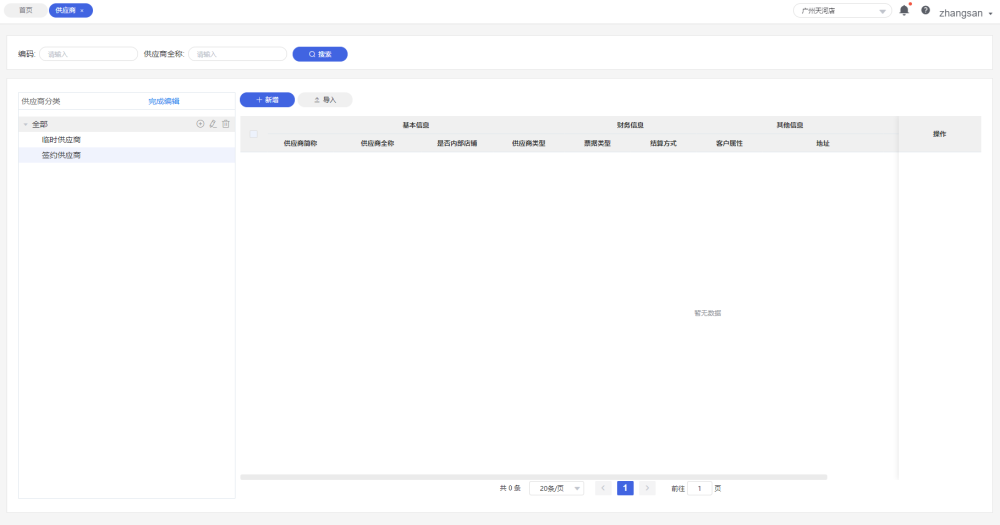 首页 供应商 × 广州天河店 zhangsan
编码: 请输入 供应商全称: 请输入 搜索
供应商分类 完成编辑
全部
临时供应商
签约供应商
+ 新增 导入
基本信息 财务信息 其他信息 操作
供应商简称 供应商全称 是否内部店铺 供应商类型 票据类型 结算方式 客户属性 地址
暂无数据
共 0 条 20条/页 < 1 > 前往 1 页